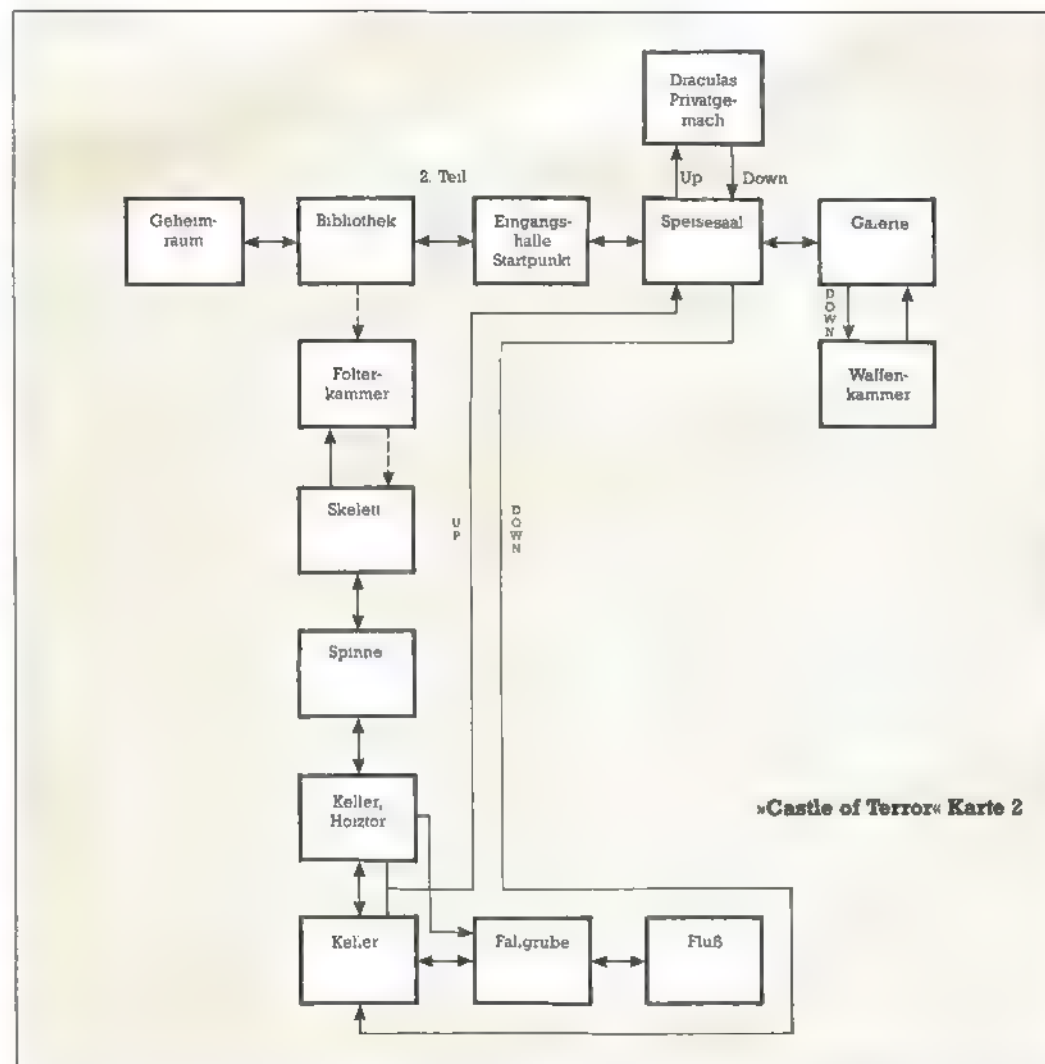 Draculas
Privatge-
mach
2. Teil
Up
Down
Geheim-
raum
Bibliothek
Eingangs-
halle
Startpunkt
Speisesaal
Galerie
DOWN
Folter-
kammer
Waffen-
kammer
Skelett
UP
DOWN
Spinne
Keller,
Holztor
»Castle of Terror« Karte 2
Keller
Fallgrube
Fluß